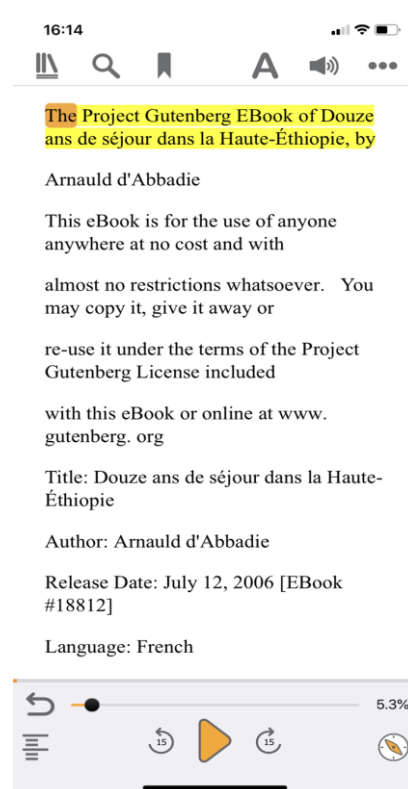 16:14
A
The Project Gutenberg EBook of Douze
ans de séjour dans la Haute-Éthiopie, by
Arnauld d'Abbadie
This eBook is for the use of anyone
anywhere at no cost and with
almost no restrictions whatsoever.   You
may copy it, give it away or
re-use it under the terms of the Project
Gutenberg License included
with this eBook or online at www.
gutenberg. org
Title: Douze ans de séjour dans la Haute-
Éthiopie
Author: Arnauld d'Abbadie
Release Date: July 12, 2006 [EBook
#18812]
Language: French
5.3%
15 15